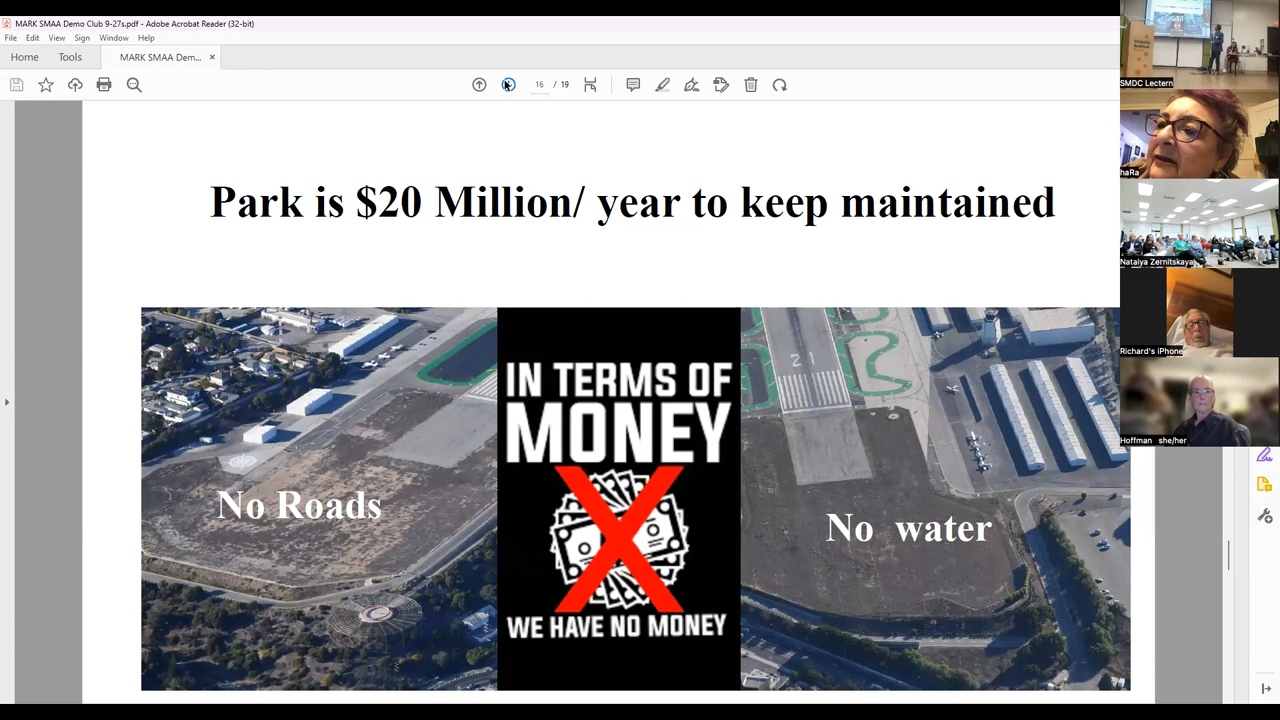 MARK SMAA Demo Club 9-27s.pdf - Adobe Acrobat Reader (32-bit)
File Edit View Sign Window Help
Home Tools MARK SMAA Dem... ×
16 / 19
Park is $20 Million/ year to keep maintained
IN TERMS OF
MONEY
WE HAVE NO MONEY
No Roads
No water
21
SMDC Lectern
haRa
Natalya Zernitskaya
Richard's iPhone
Hoffman she/her